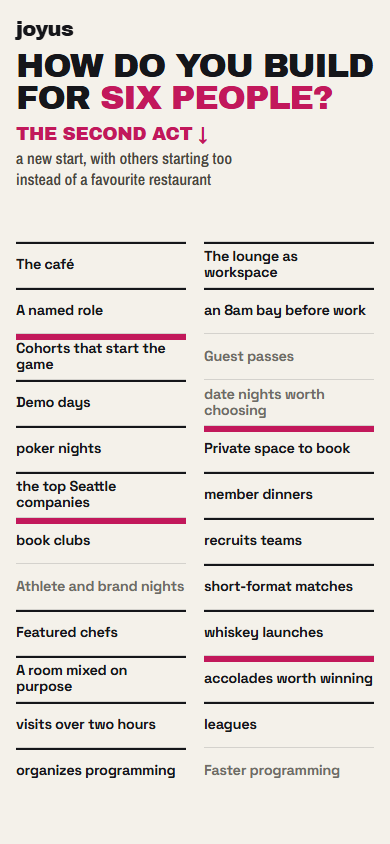 joyus
HOW DO YOU BUILD
FOR SIX PEOPLE?
THE SECOND ACT ↓
a new start, with others starting too
instead of a favourite restaurant
The café
A named role
Cohorts that start the
game
Demo days
poker nights
the top Seattle
companies
book clubs
Athlete and brand nights
Featured chefs
A room mixed on
purpose
visits over two hours
organizes programming
The lounge as
workspace
an 8am bay before work
Guest passes
date nights worth
choosing
Private space to book
member dinners
recruits teams
short-format matches
whiskey launches
accolades worth winning
leagues
Faster programming